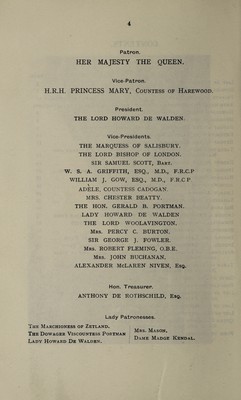 4
Patron.
HER MAJESTY THE QUEEN.
Vice-Patron.
H.R.H. PRINCESS MARY, COUNTESS OF HAREWOOD.
President.
THE LORD HOWARD DE WALDEN.
Vice-Presidents.
THE MARQUESS OF SALISBURY.
THE LORD BISHOP OF LONDON.
SIR SAMUEL SCOTT, BART.
W. S. A. GRIFFITH, ESQ., M.D., F.R.C.P
WILLIAM J. GOW, ESQ., M.D., F.R.C.P
ADELE, COUNTESS CADOGAN.
MRS. CHESTER BEATTY.
THE HON. GERALD B. PORTMAN.
LADY HOWARD DE WALDEN
THE LORD WOOLAVINGTON.
MRS. PERCY C. BURTON.
SIR GEORGE J. FOWLER.
MRS. ROBERT FLEMING, O.B.E.
MRS. JOHN BUCHANAN.
ALEXANDER McLAREN NIVEN, Esq.
Hon. Treasurer.
ANTHONY DE ROTHSCHILD, Esq.
Lady Patronesses.
THE MARCHIONESS OF ZETLAND.
THE DOWAGER VISCOUNTESS PORTMAN
LADY HOWARD DE WALDEN.
MRS. MASON.
DAME MADGE KENDAL.